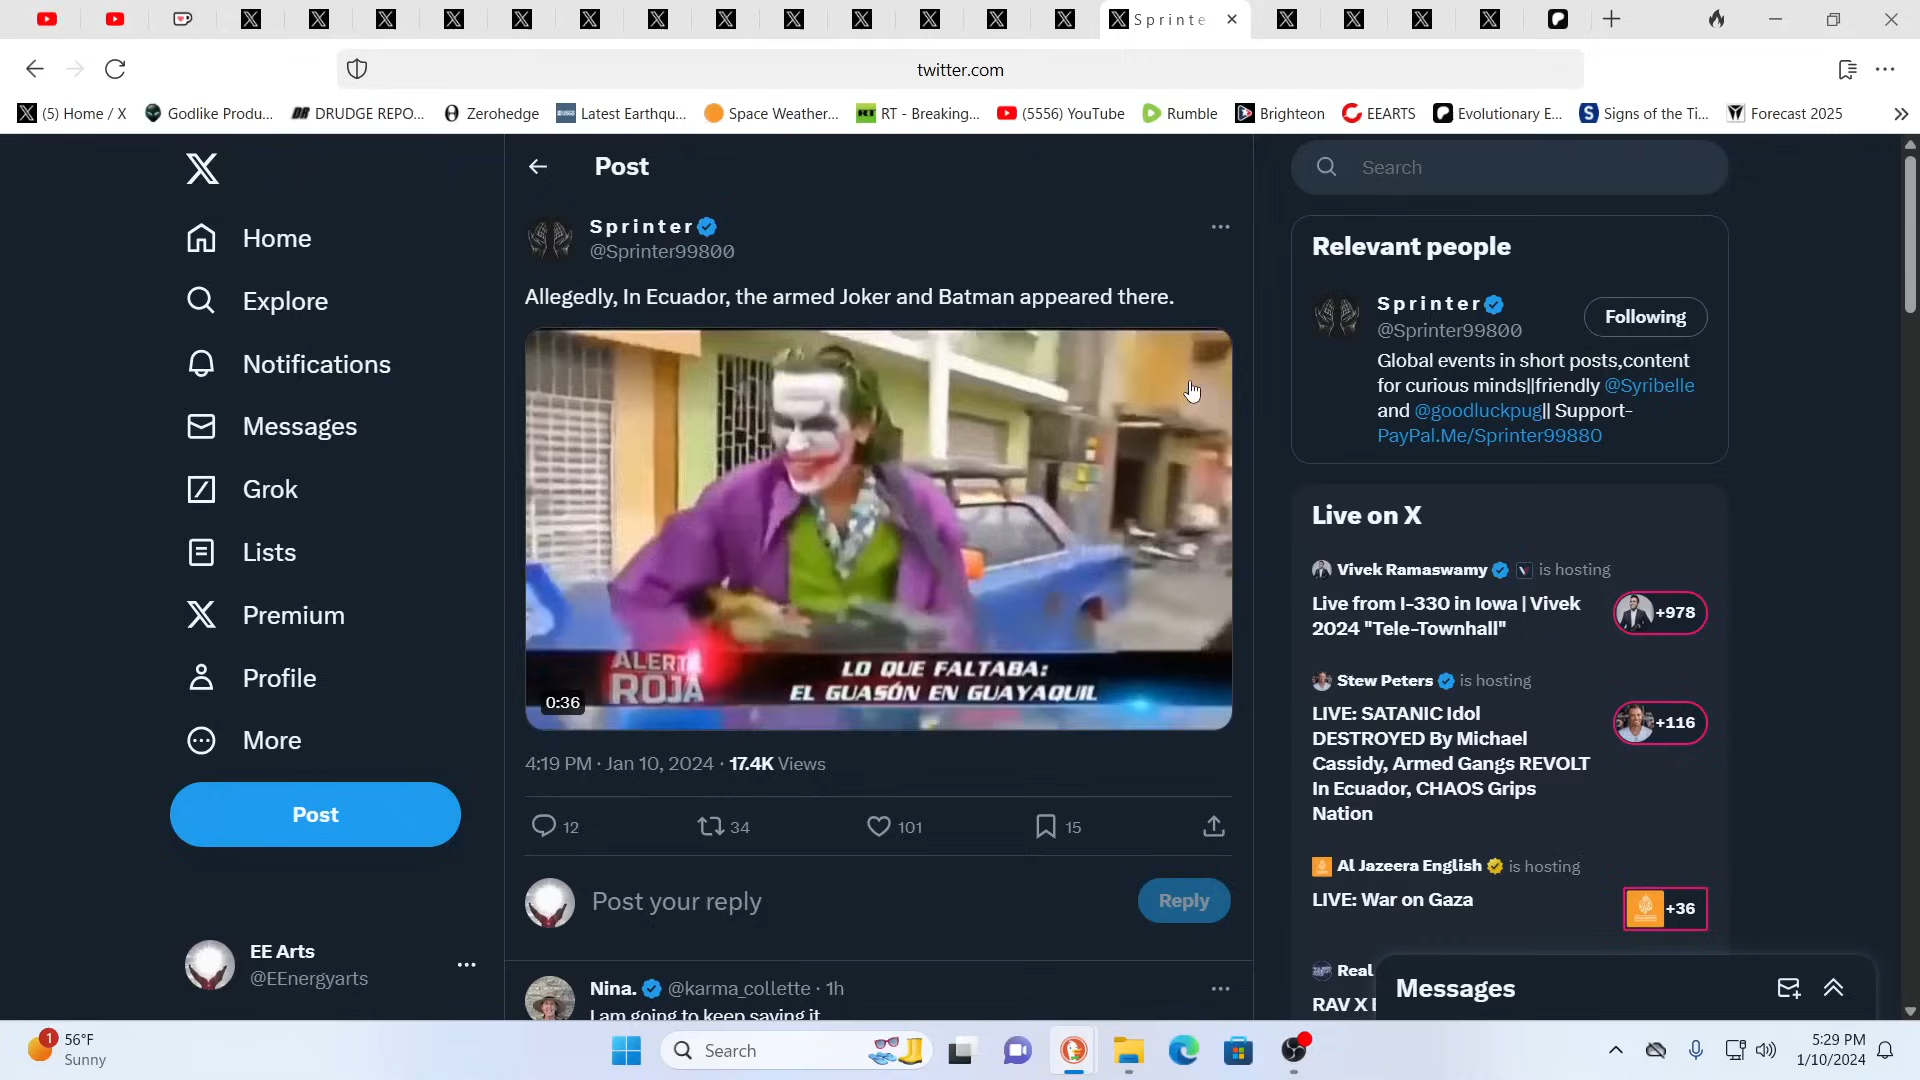 Sprinte
twitter.com
(5) Home / X
Godlike Produ...
DRUDGE REPO...
Zerohedge
Latest Earthqu...
Space Weather...
RT - Breaking...
(5556) YouTube
Rumble
Brighteon
EEARTS
Evolutionary E...
Signs of the Ti...
Forecast 2025
Home
Explore
Notifications
Messages
Grok
Lists
Premium
Profile
More
Post
EE Arts
@EEnergyarts
Post
Sprinter
@Sprinter99800
Allegedly, In Ecuador, the armed Joker and Batman appeared there.
ALERTA
ROJA
LO QUE FALTABA:
EL GUASÓN EN GUAYAQUIL
0:36
4:19 PM · Jan 10, 2024 · 17.4K Views
12 34 101 15
Post your reply
Reply
Nina. @karma_collette · 1h
I am going to keep saying it
Search
Relevant people
Sprinter
@Sprinter99800
Following
Global events in short posts,content
for curious minds||friendly @Syribelle
and @goodluckpug|| Support-
PayPal.Me/Sprinter99880
Live on X
Vivek Ramaswamy is hosting
Live from I-330 in Iowa | Vivek
2024 "Tele-Townhall"
+978
Stew Peters is hosting
LIVE: SATANIC Idol
DESTROYED By Michael
Cassidy, Armed Gangs REVOLT
In Ecuador, CHAOS Grips
Nation
+116
Al Jazeera English is hosting
LIVE: War on Gaza
+36
Real
RAV X
Messages
1
56°F
Sunny
Search
5:29 PM
1/10/2024